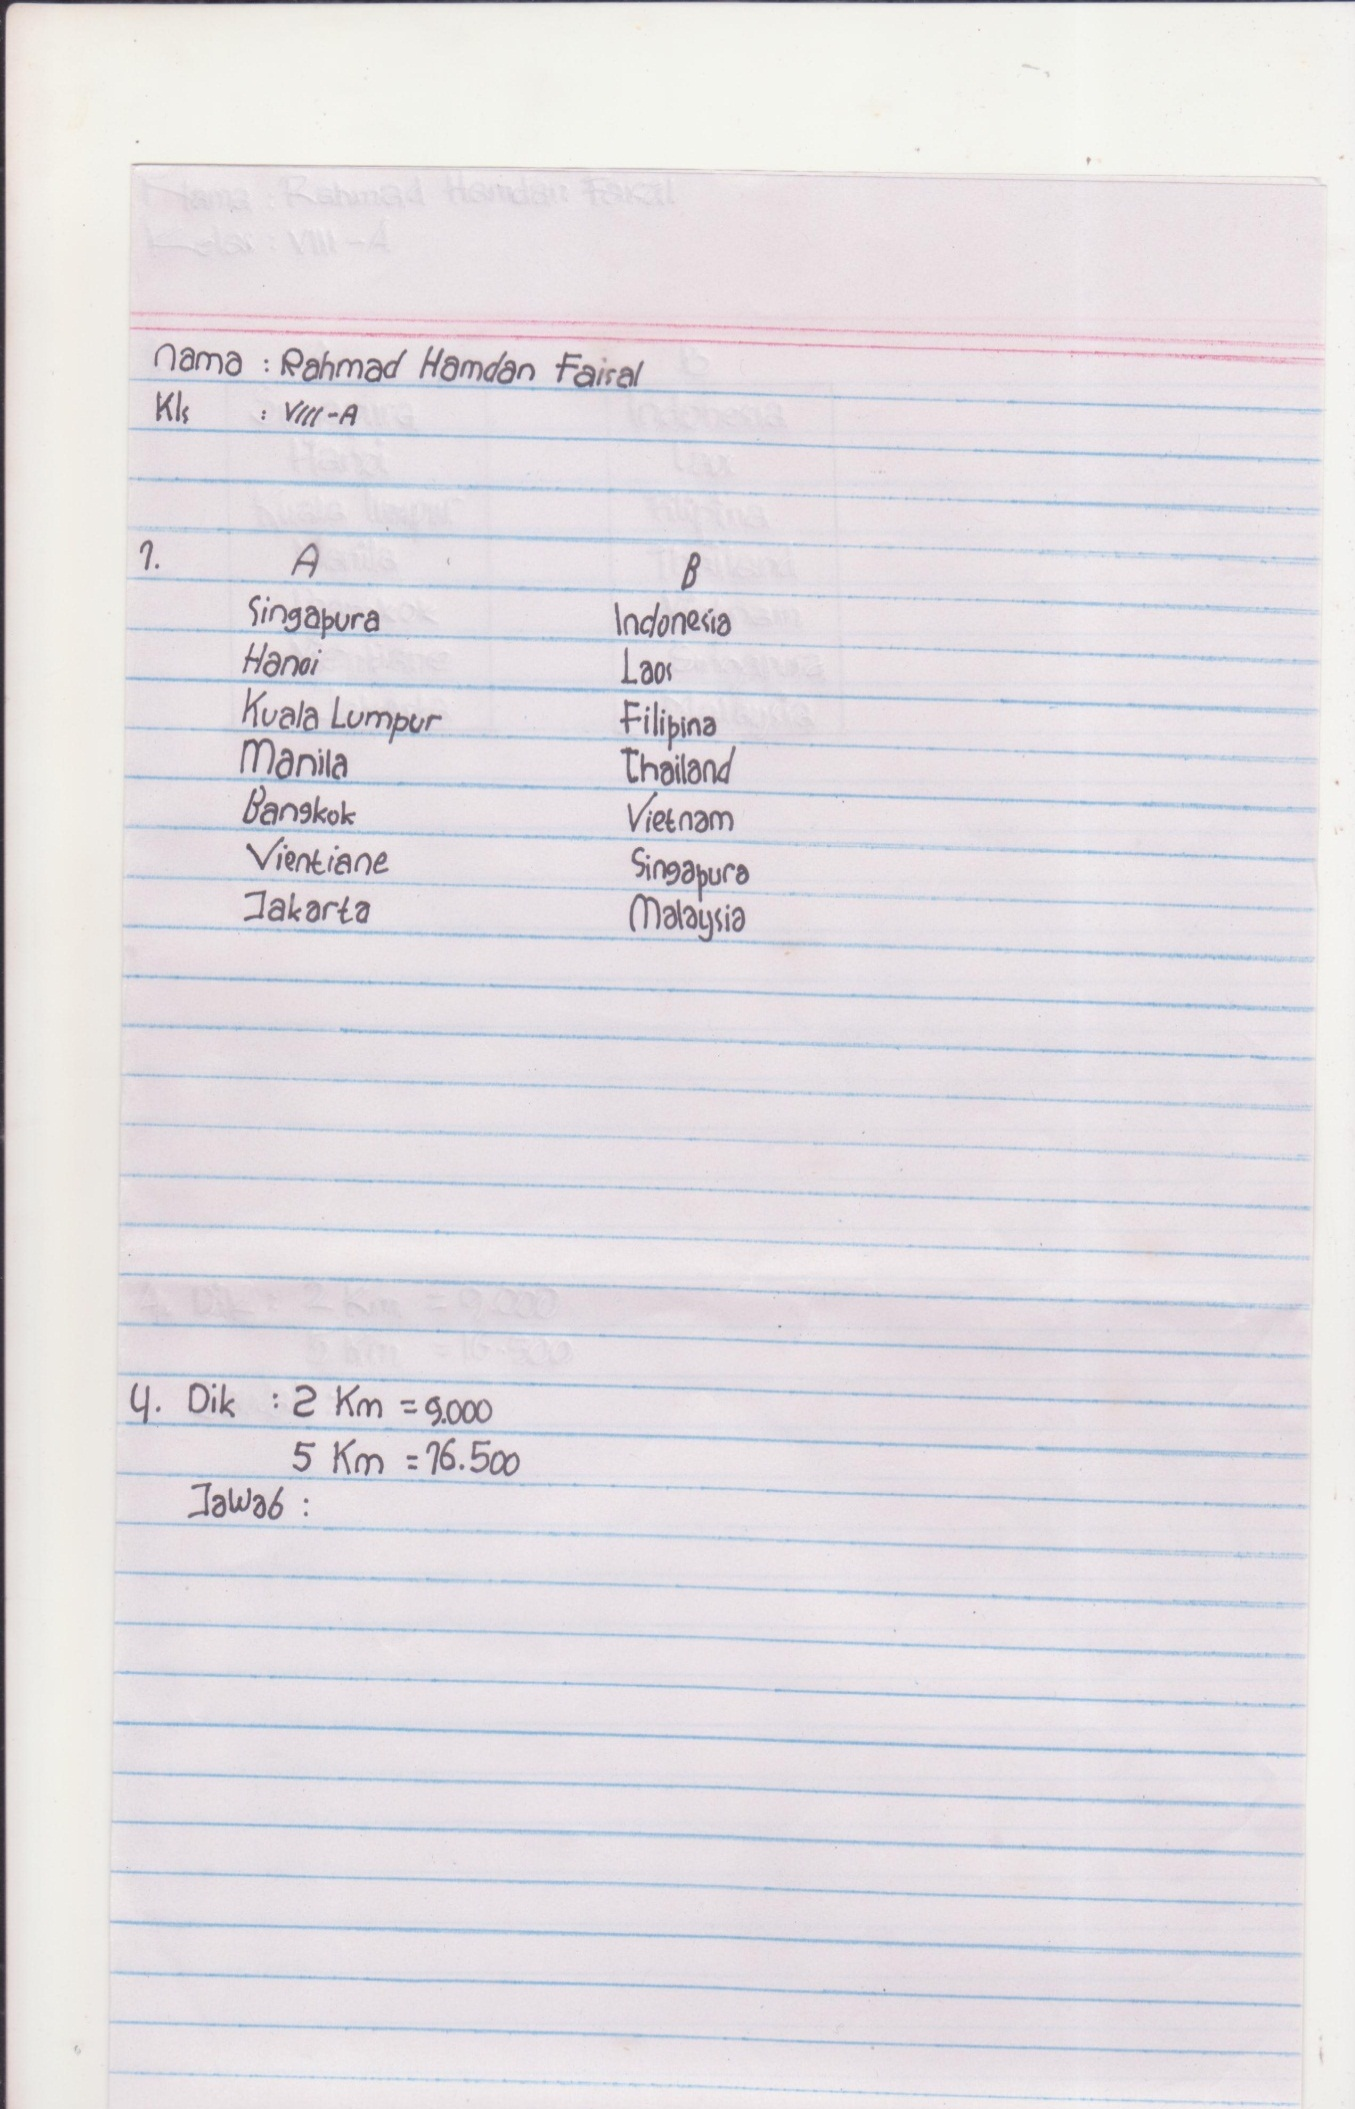 nama : Rahmad Hamdan Faisal
Kls : VIII-A
1. A B
Singapura Indonesia
Hanoi Laos
Kuala Lumpur Filipina
Manila Thailand
Bangkok Vietnam
Vientiane Singapura
Jakarta Malaysia
4. Dik : 2 Km = 9.000
5 Km = 16.500
Jawab :